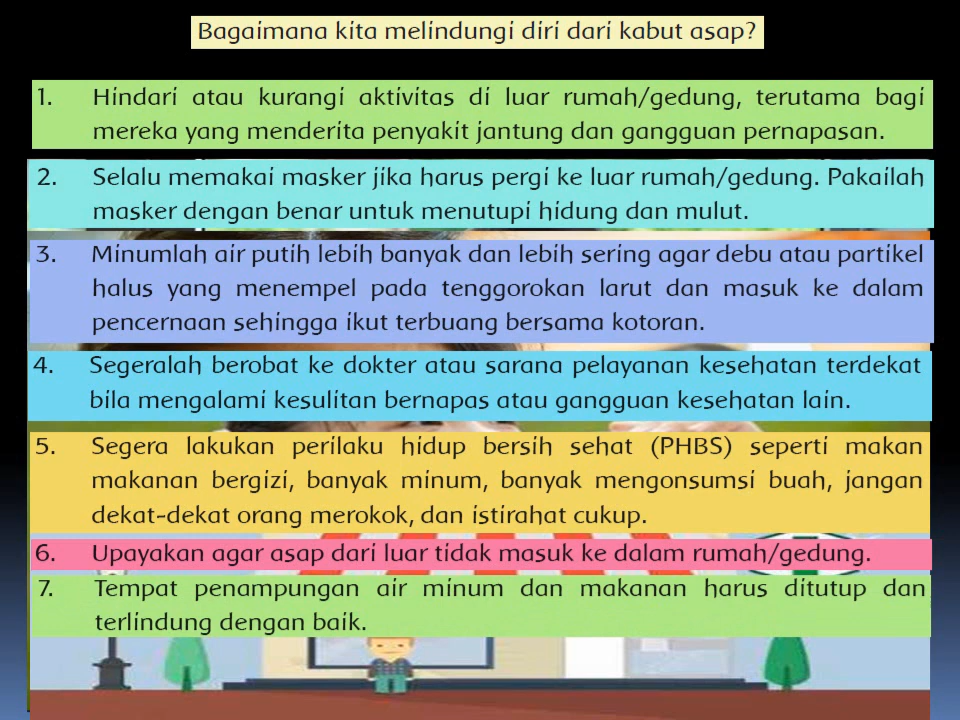 Bagaimana kita melindungi diri dari kabut asap?
1. Hindari atau kurangi aktivitas di luar rumah/gedung, terutama bagi
mereka yang menderita penyakit jantung dan gangguan pernapasan.
2. Selalu memakai masker jika harus pergi ke luar rumah/gedung. Pakailah
masker dengan benar untuk menutupi hidung dan mulut.
3. Minumlah air putih lebih banyak dan lebih sering agar debu atau partikel
halus yang menempel pada tenggorokan larut dan masuk ke dalam
pencernaan sehingga ikut terbuang bersama kotoran.
4. Segeralah berobat ke dokter atau sarana pelayanan kesehatan terdekat
bila mengalami kesulitan bernapas atau gangguan kesehatan lain.
5. Segera lakukan perilaku hidup bersih sehat (PHBS) seperti makan
makanan bergizi, banyak minum, banyak mengonsumsi buah, jangan
dekat-dekat orang merokok, dan istirahat cukup.
6. Upayakan agar asap dari luar tidak masuk ke dalam rumah/gedung.
7. Tempat penampungan air minum dan makanan harus ditutup dan
terlindung dengan baik.